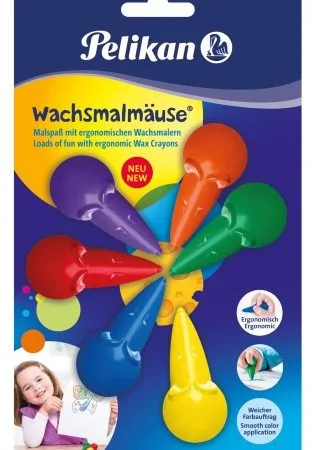 Pelikan
Wachsmalmäuse®
Malspaß mit ergonomischen Wachsmalern
Loads of fun with ergonomic Wax Crayons
NEU
NEW
Ergonomisch
Ergonomic
Weicher
Farbauftrag
Smooth color
application